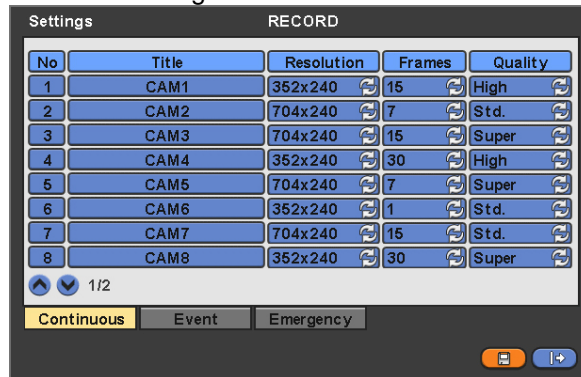 Settings RECORD
No Title Resolution Frames Quality
1 CAM1 352x240 15 High
2 CAM2 704x240 7 Std.
3 CAM3 704x240 15 Super
4 CAM4 352x240 30 High
5 CAM5 704x240 7 Super
6 CAM6 352x240 1 Std.
7 CAM7 704x240 15 Std.
8 CAM8 352x240 30 Super
1/2
Continuous Event Emergency